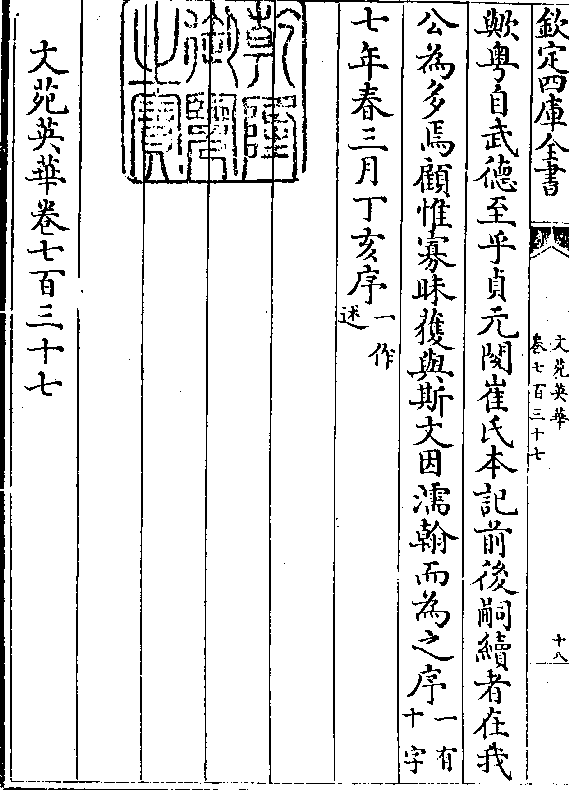 欽定四庫全書
文苑英華
卷七百三十七
十八
歟粤自武德至乎貞元閱崔氏本記前後嗣續者在我
公為多焉顧惟寡昧獲與斯文因濡翰而為之序一有十字
七年春三月丁亥序一作述
乾隆
御覽
之寶
文苑英華卷七百三十七